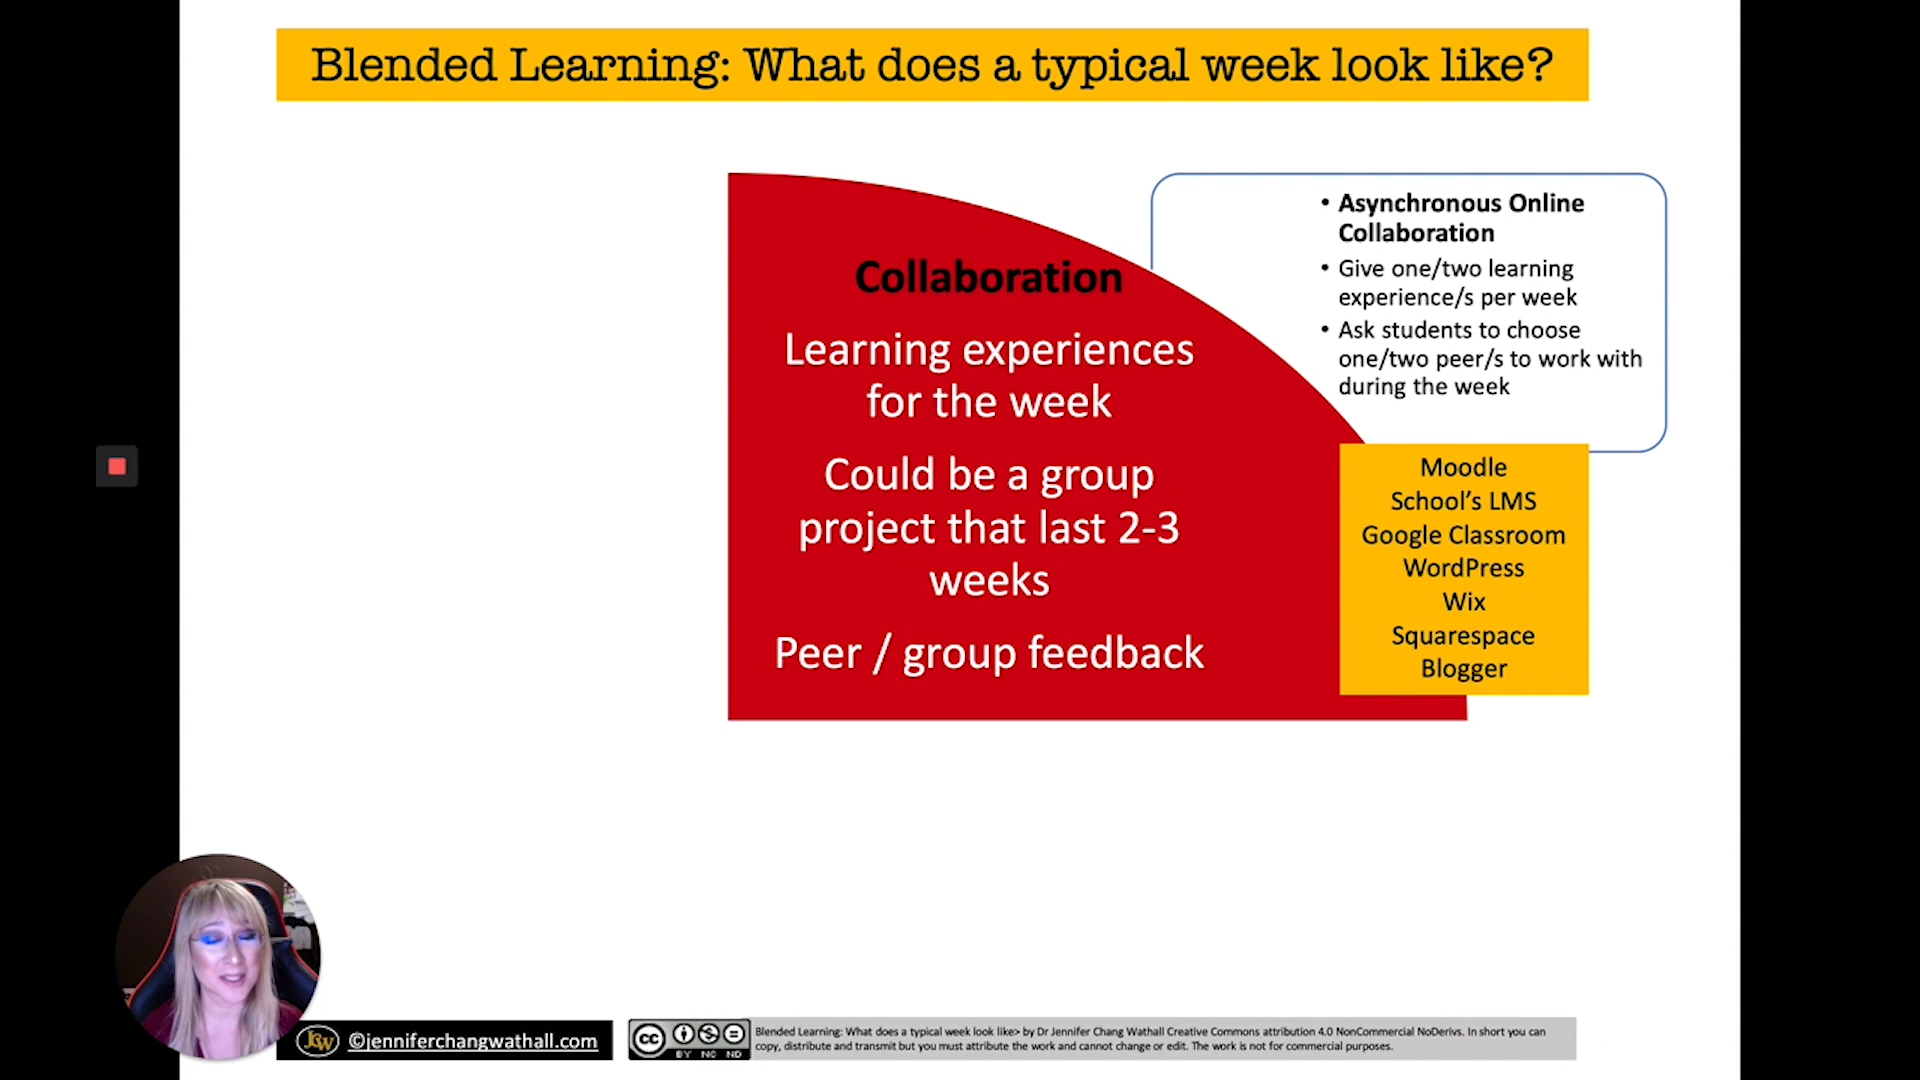 Blended Learning: What does a typical week look like?
Collaboration
Learning experiences
for the week
Could be a group
project that last 2-3
weeks
Peer / group feedback
• Asynchronous Online
Collaboration
• Give one/two learning
experience/s per week
• Ask students to choose
one/two peer/s to work with
during the week
Moodle
School’s LMS
Google Classroom
WordPress
Wix
Squarespace
Blogger
JCW
©jenniferchangwathall.com
CC
BY NC ND
Blended Learning: What does a typical week look like> by Dr Jennifer Chang Wathall Creative Commons attribution 4.0 NonCommercial NoDerivs. In short you can
copy, distribute and transmit but you must attribute the work and cannot change or edit. The work is not for commercial purposes.